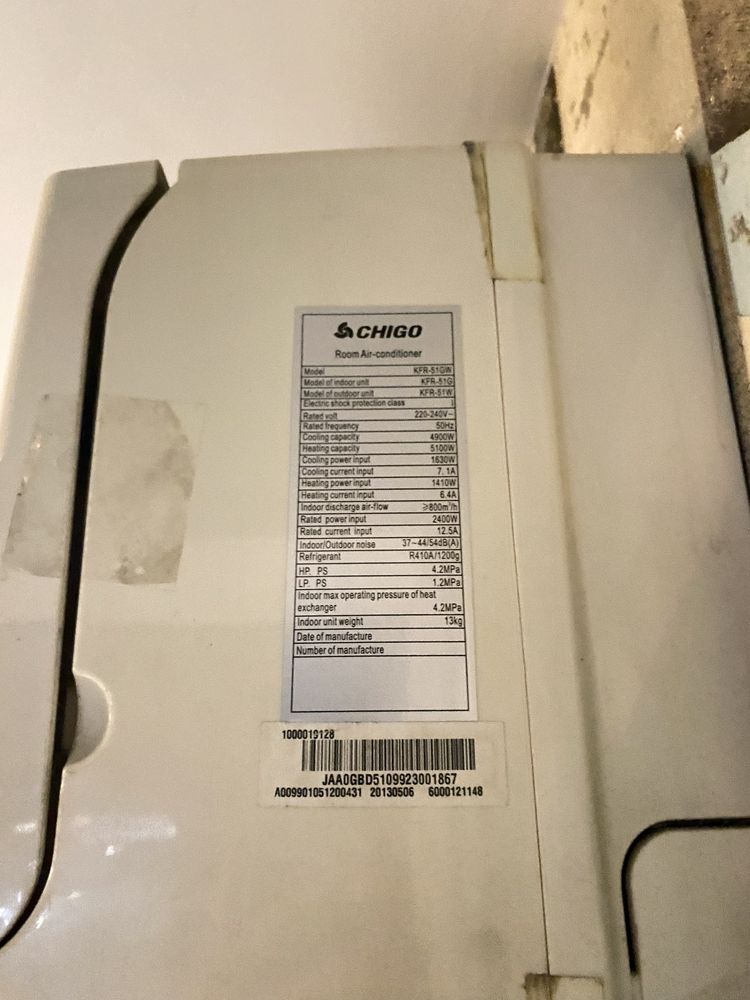 CHIGO
Room Air-conditioner
Model KFR-51GW
Model of indoor unit KFR-51G
Model of outdoor unit KFR-51W
Electric shock protection class I
Rated volt 220-240V~
Rated frequency 50Hz
Cooling capacity 4900W
Heating capacity 5100W
Cooling power input 1630W
Cooling current input 7.1A
Heating power input 1410W
Heating current input 6.4A
Indoor discharge air-flow ≥800m³/h
Rated power input 2400W
Rated current input 12.5A
Indoor/Outdoor noise 37~44/54dB(A)
Refrigerant R410A/1200g
HP. PS 4.2MPa
LP. PS 1.2MPa
Indoor max operating pressure of heat
exchanger 4.2MPa
Indoor unit weight 13kg
Date of manufacture
Number of manufacture
1000019128
JAA0GBD5109923001867
A009901051200431 20130506 6000121148